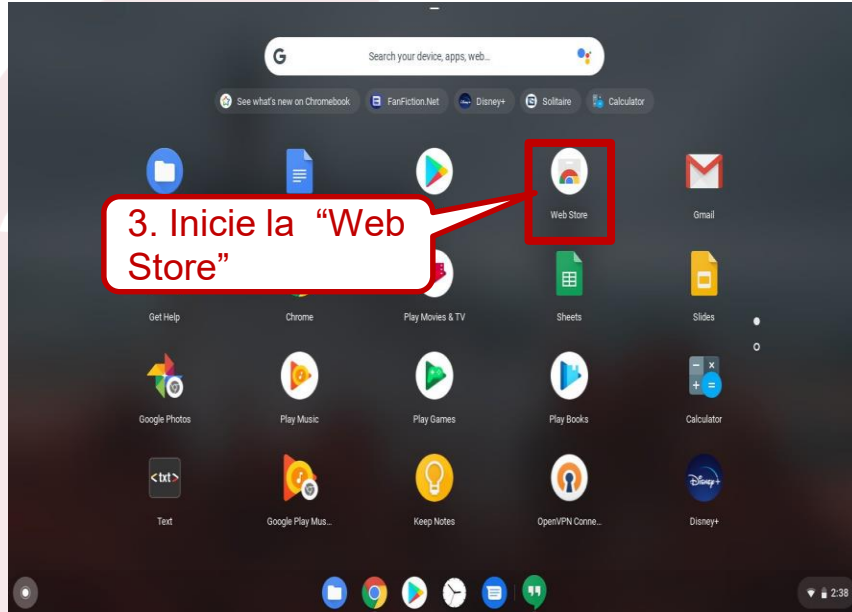 Search your device, apps, web...
See what's new on Chromebook
FanFiction.Net
Disney+
Solitaire
Calculator
Web Store
Gmail
3. Inicie la “Web
Store”
Get Help
Chrome
Play Movies & TV
Sheets
Slides
Google Photos
Play Music
Play Games
Play Books
Calculator
<txt>
Disney+
Text
Google Play Mus...
Keep Notes
OpenVPN Conne...
Disney+
2:38